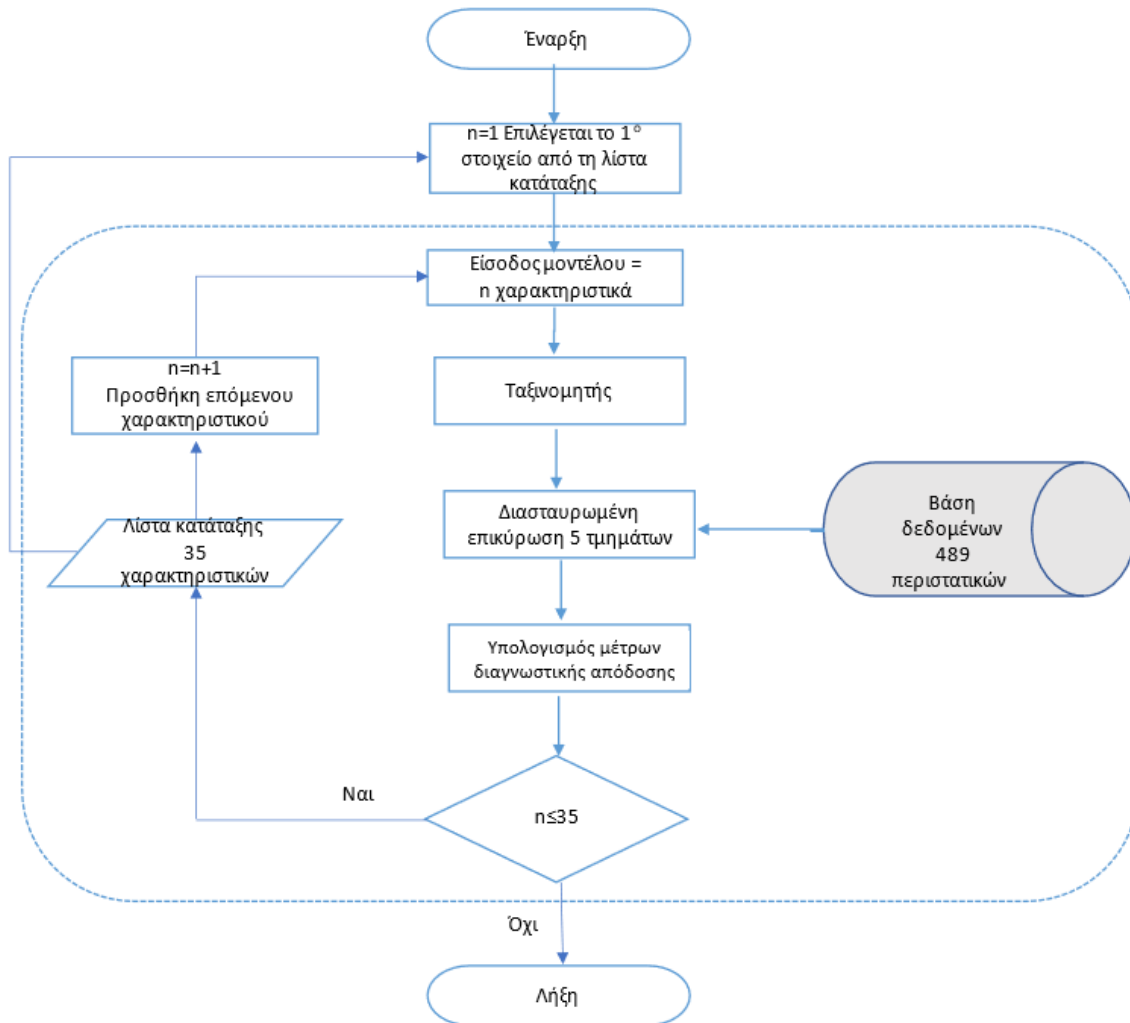 Έναρξη
n=1 Επιλέγεται το 1°
στοιχείο από τη λίστα
κατάταξης
Είσοδος μοντέλου =
n χαρακτηριστικά
n=n+1
Προσθήκη επόμενου
χαρακτηριστικού
Ταξινομητής
Λίστα κατάταξης
35
χαρακτηριστικών
Διασταυρωμένη
επικύρωση 5 τμημάτων
Βάση
δεδομένων
489
περιστατικών
Υπολογισμός μέτρων
διαγνωστικής απόδοσης
Ναι
n≤35
Όχι
Λήξη